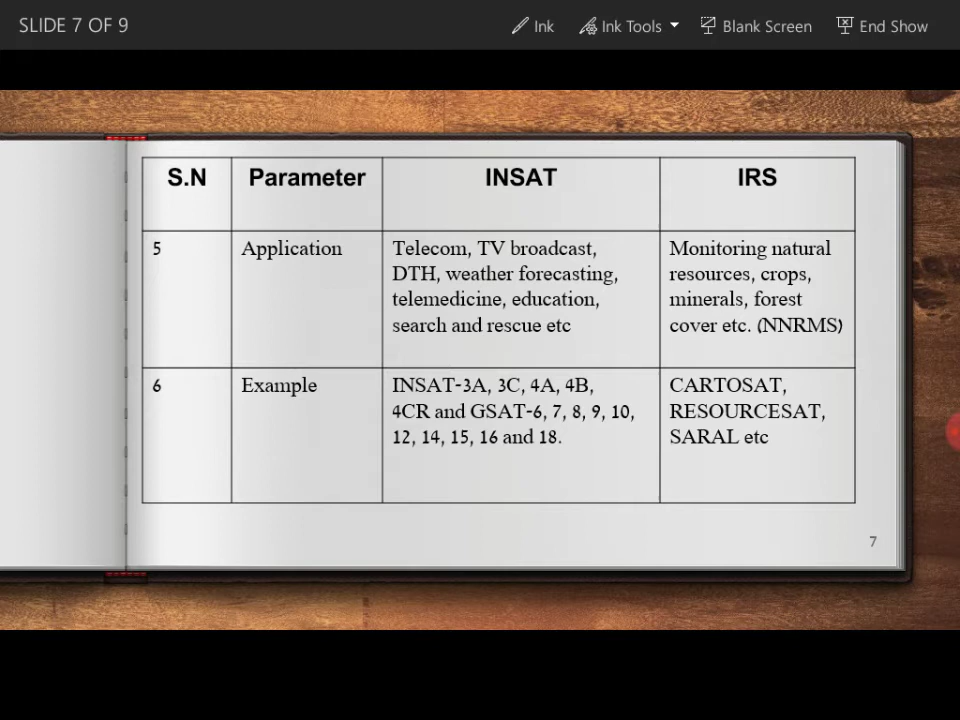 SLIDE 7 OF 9
Ink
Ink Tools
Blank Screen
End Show
S.N
Parameter
INSAT
IRS
5
Application
Telecom, TV broadcast,
DTH, weather forecasting,
telemedicine, education,
search and rescue etc
Monitoring natural
resources, crops,
minerals, forest
cover etc. (NNRMS)
6
Example
INSAT-3A, 3C, 4A, 4B,
4CR and GSAT-6, 7, 8, 9, 10,
12, 14, 15, 16 and 18.
CARTOSAT,
RESOURCESAT,
SARAL etc
7